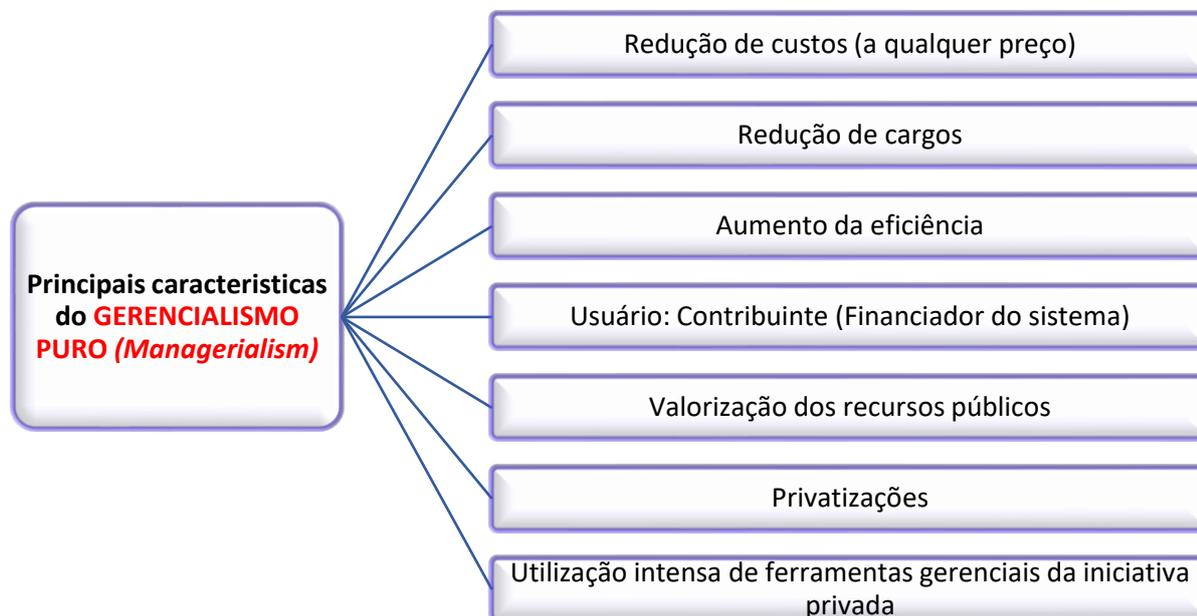 Principais caracteristicas
do GERENCIALISMO
PURO (Managerialism)
Redução de custos (a qualquer preço)
Redução de cargos
Aumento da eficiência
Usuário: Contribuinte (Financiador do sistema)
Valorização dos recursos públicos
Privatizações
Utilização intensa de ferramentas gerenciais da iniciativa
privada